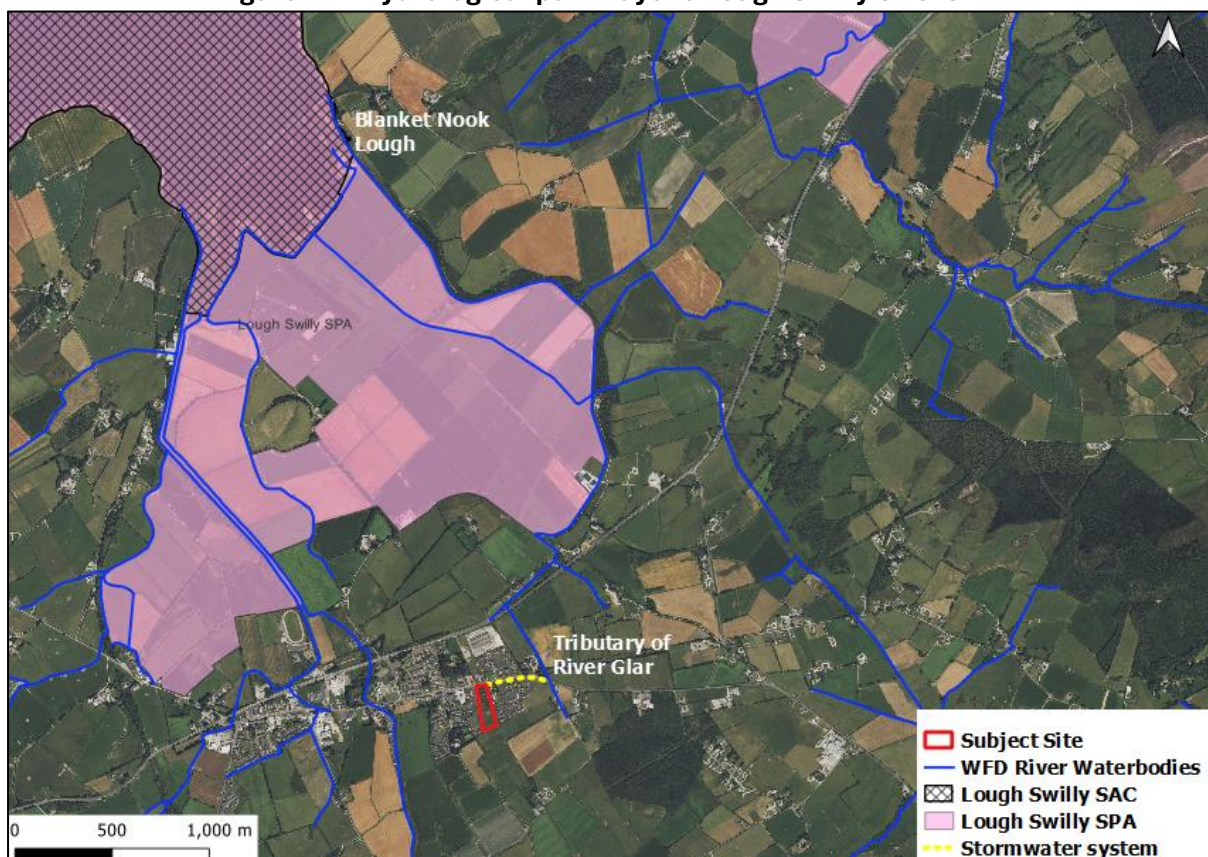 Blanket Nook
Lough
Lough Swilly SPA
Tributary of
River Glar
Subject Site
WFD River Waterbodies
Lough Swilly SAC
Lough Swilly SPA
Stormwater system
0 500 1,000 m